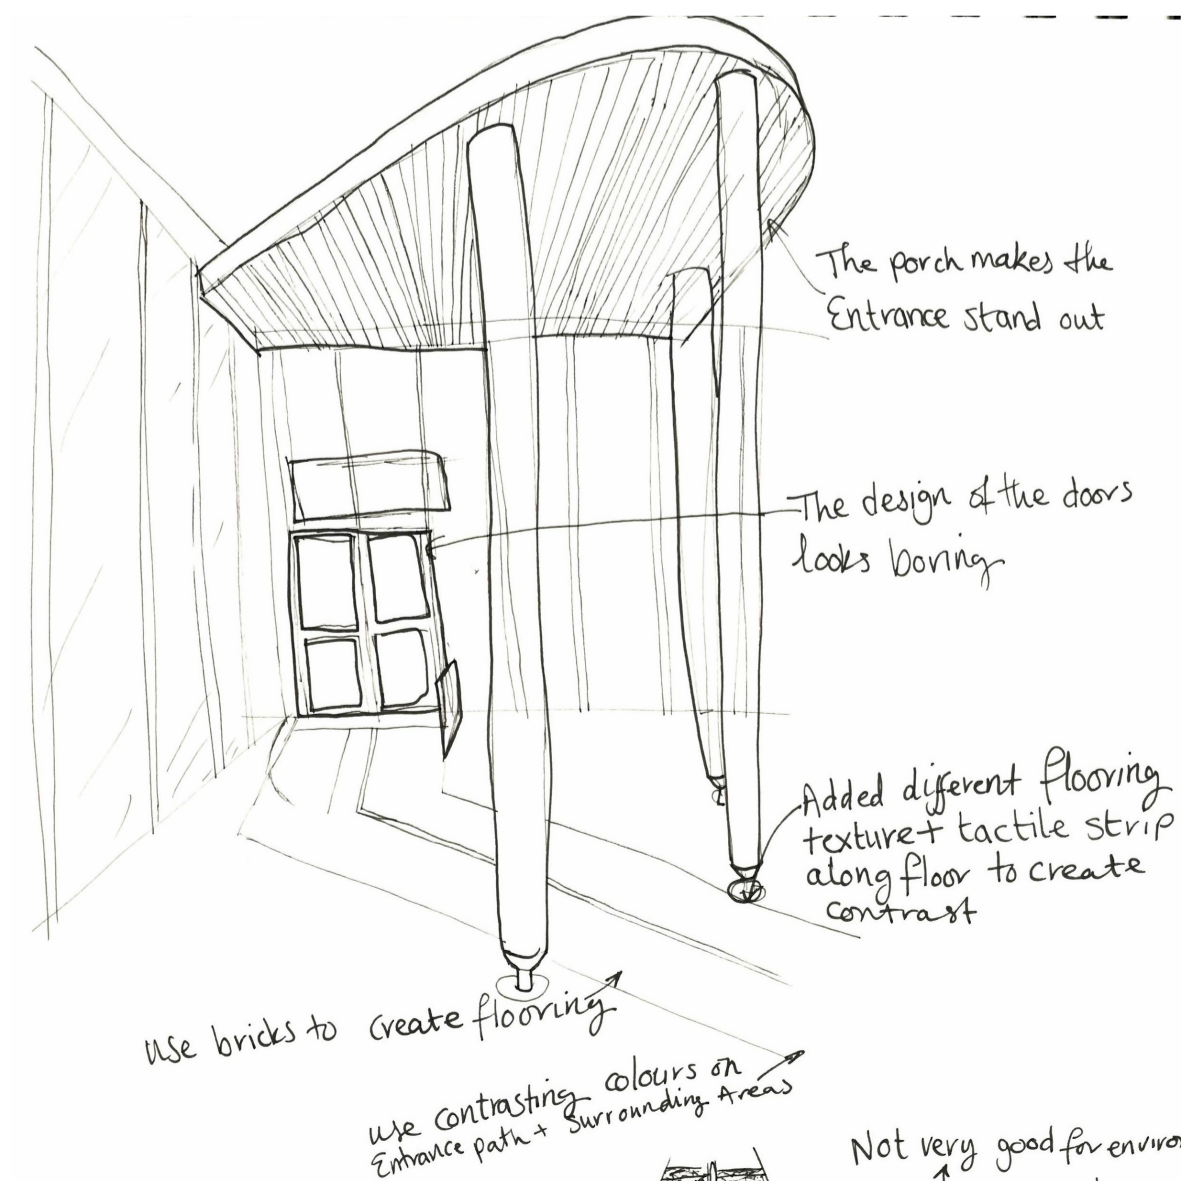 The porch makes the
Entrance stand out
The design of the doors
looks boring
Added different flooring
texture + tactile strip
along floor to create
contrast
use bricks to create flooring
use contrasting colours on
Entrance path + Surrounding Areas
Not very good for enviro